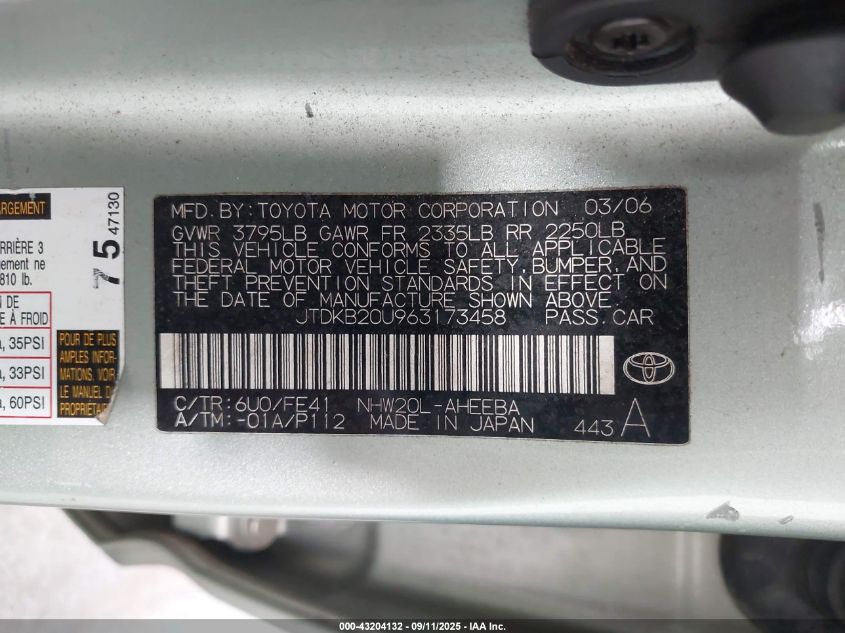 ARGEMENT
75 47130
RRIÈRE 3
gement ne
810 lb.
N DE
E À FROID
a, 35PSI
a, 33PSI
a, 60PSI
POUR DE PLUS
AMPLES INFOR-
MATIONS, VOIR
LE MANUEL DU
PROPRIÉTAIRE
MFD. BY: TOYOTA MOTOR CORPORATION 03/06
GVWR 3795LB GAWR FR 2335LB RR 2250LB
THIS VEHICLE CONFORMS TO ALL APPLICABLE
FEDERAL MOTOR VEHICLE SAFETY, BUMPER, AND
THEFT PREVENTION STANDARDS IN EFFECT ON
THE DATE OF MANUFACTURE SHOWN ABOVE.
JTDKB20U963173458 PASS. CAR
C/TR: 6U0/FE41 NHW20L-AHEEBA
A/TM: -01A/P112 MADE IN JAPAN 443 A
000-43204132 - 09/11/2025 - IAA Inc.